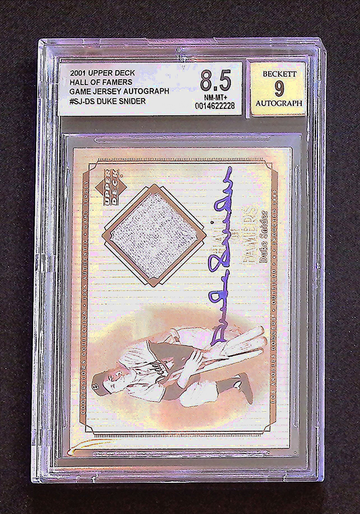 2001 UPPER DECK
HALL OF FAMERS
GAME JERSEY AUTOGRAPH
#SJ-DS DUKE SNIDER
8.5
NM-MT+
0014622228
BECKETT
9
AUTOGRAPH
UPPER
DECK
Duke Snider
Duke Snider